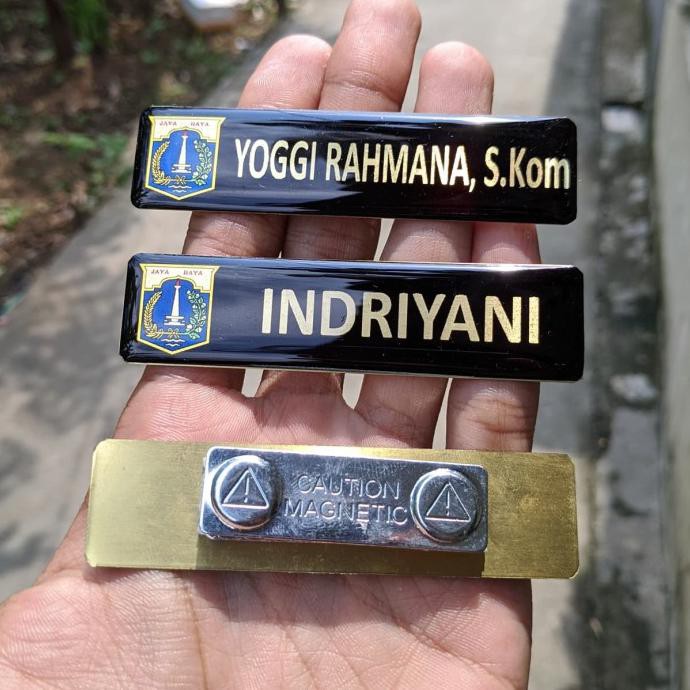 JAYA RAYA
YOGGI RAHMANA, S.Kom
JAYA RAYA
INDRIYANI
CAUTION
MAGNETIC